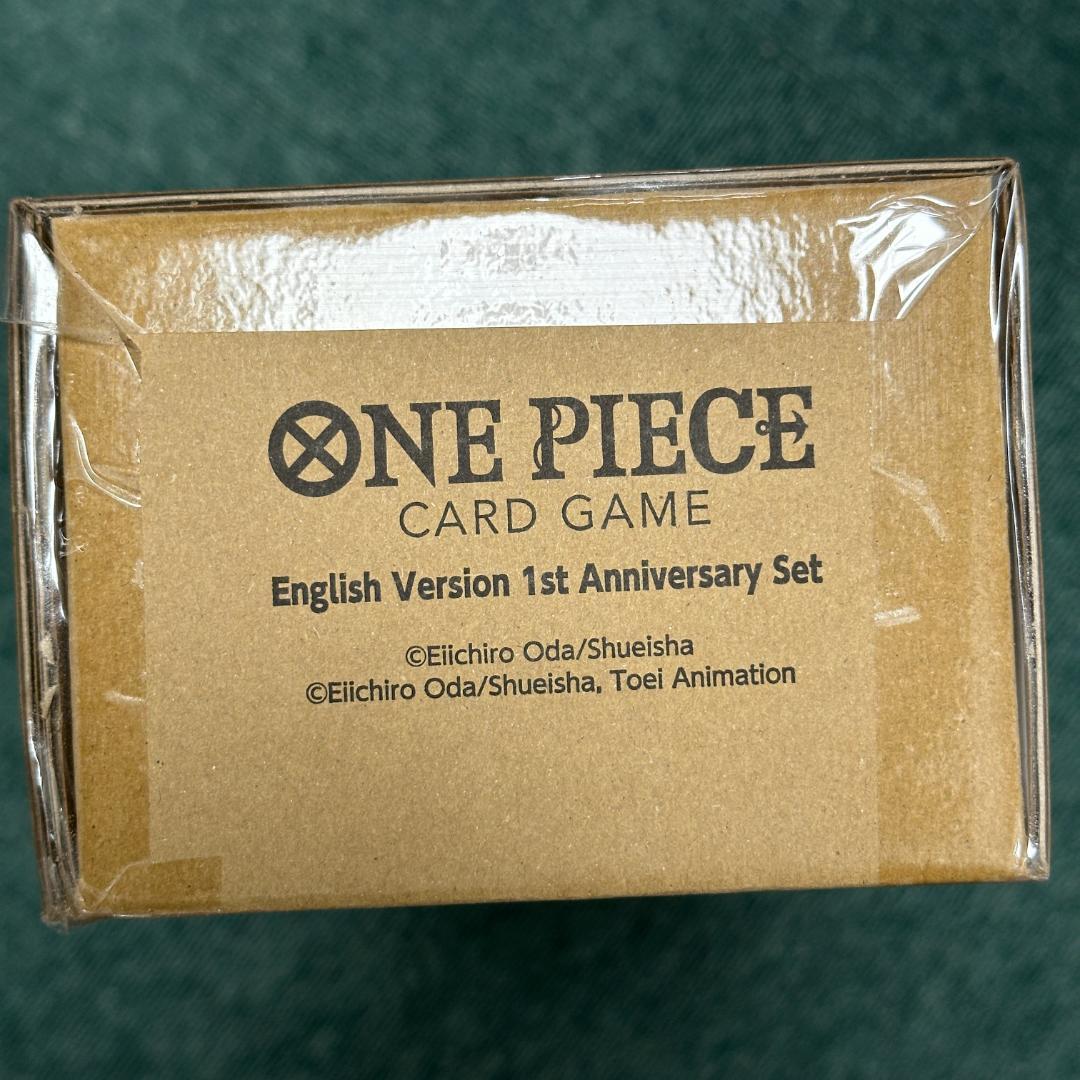 ONE PIECE
CARD GAME
English Version 1st Anniversary Set
©Eiichiro Oda/Shueisha
©Eiichiro Oda/Shueisha, Toei Animation